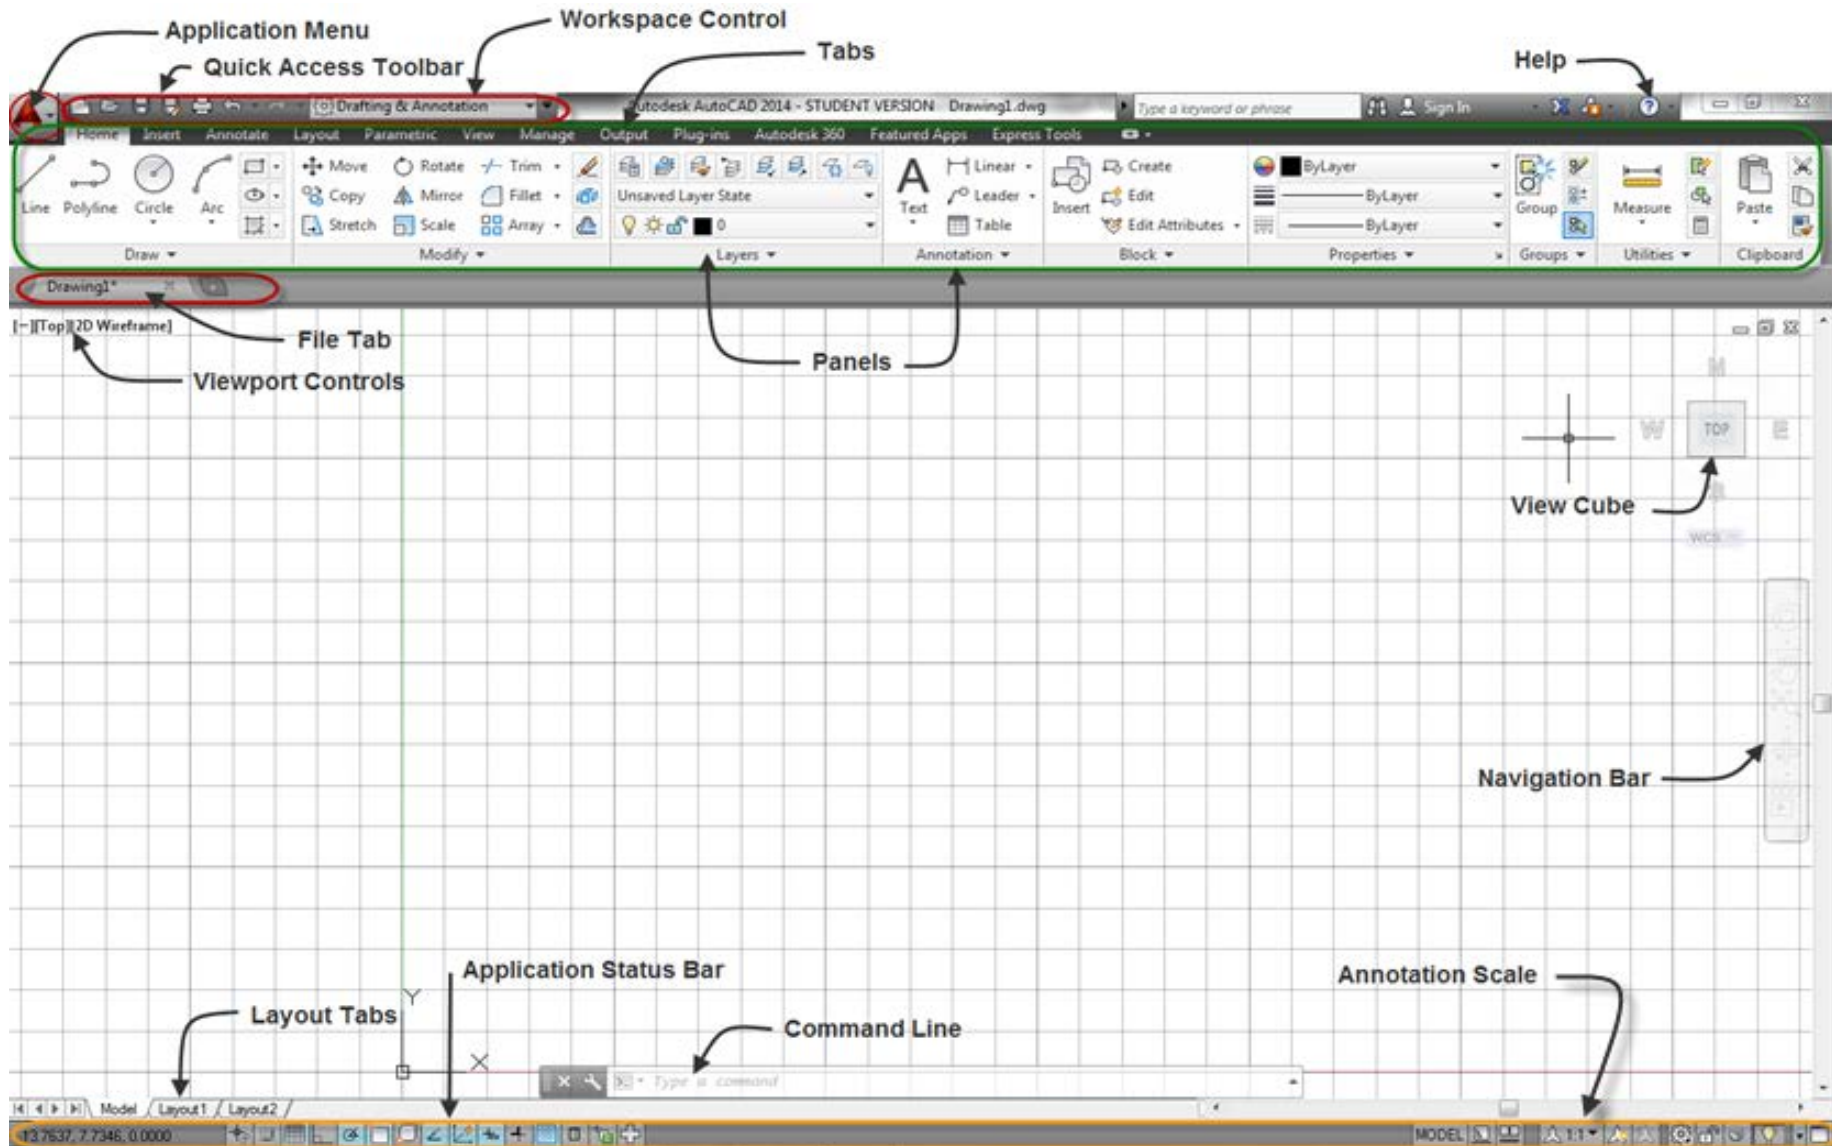 Application Menu
Workspace Control
Quick Access Toolbar
Tabs
Help
Drafting & Annotation
Autodesk AutoCAD 2014 - STUDENT VERSION Drawing1.dwg
Type a keyword or phrase
Sign In
Home Insert Annotate Layout Parametric View Manage Output Plug-ins Autodesk 360 Featured Apps Express Tools
Move Rotate Trim Linear Create ByLayer
Line Polyline Circle Arc Copy Mirror Fillet Unsaved Layer State Text Leader Insert Edit ByLayer Group Measure Paste
Stretch Scale Array 0 Table Edit Attributes ByLayer
Draw Modify Layers Annotation Block Properties Groups Utilities Clipboard
Drawing1*
[-][Top][2D Wireframe]
File Tab
Panels
Viewport Controls
N
W TOP E
View Cube
WCS
Navigation Bar
Application Status Bar
Annotation Scale
Y
Layout Tabs
Command Line
X
Type a command
Model Layout1 Layout2
13.7637, 7.7346, 0.0000
MODEL 1:1